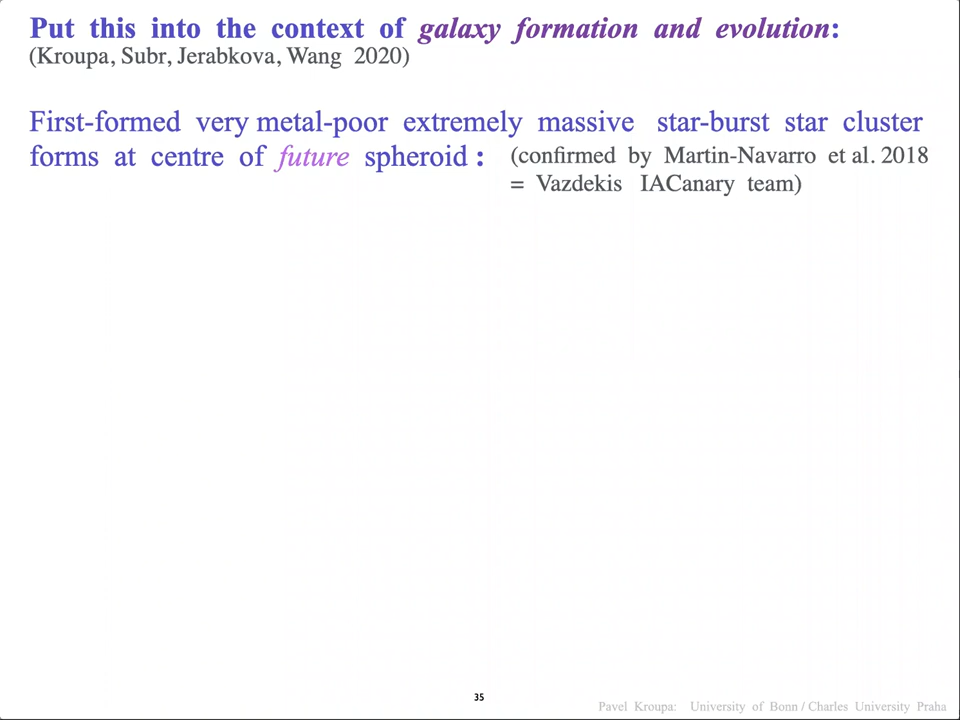 Put this into the context of galaxy formation and evolution:
(Kroupa, Subr, Jerabkova, Wang 2020)
First-formed very metal-poor extremely massive star-burst star cluster
forms at centre of future spheroid : (confirmed by Martin-Navarro et al. 2018
= Vazdekis IACanary team)
35
Pavel Kroupa: University of Bonn / Charles University Praha